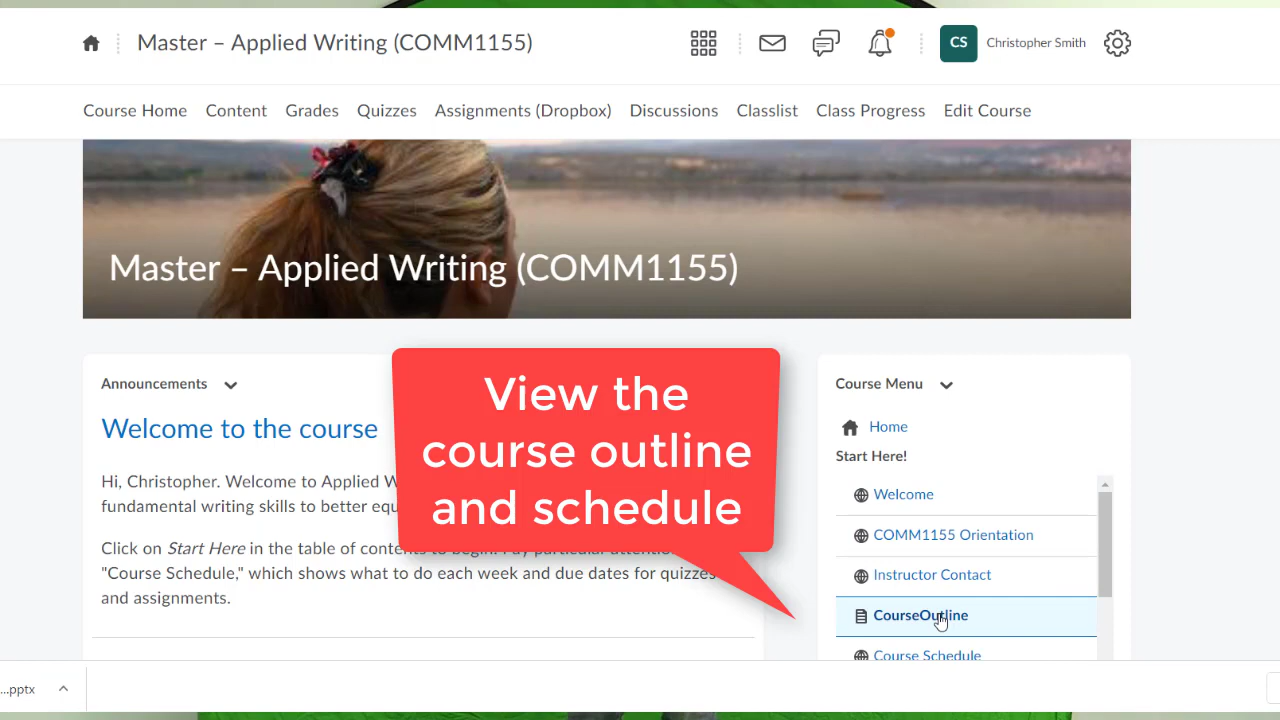 Master – Applied Writing (COMM1155)
CS
Christopher Smith
Course Home Content Grades Quizzes Assignments (Dropbox) Discussions Classlist Class Progress Edit Course
Master – Applied Writing (COMM1155)
Announcements
Welcome to the course
Hi, Christopher. Welcome to Applied
fundamental writing skills to better
Click on Start Here in the table of contents to begin.
"Course Schedule," which shows what to do each week and due dates for quizzes
and assignments.
View the
course outline
and schedule
Course Menu
Home
Start Here!
Welcome
COMM1155 Orientation
Instructor Contact
CourseOutline
Course Schedule
...pptx